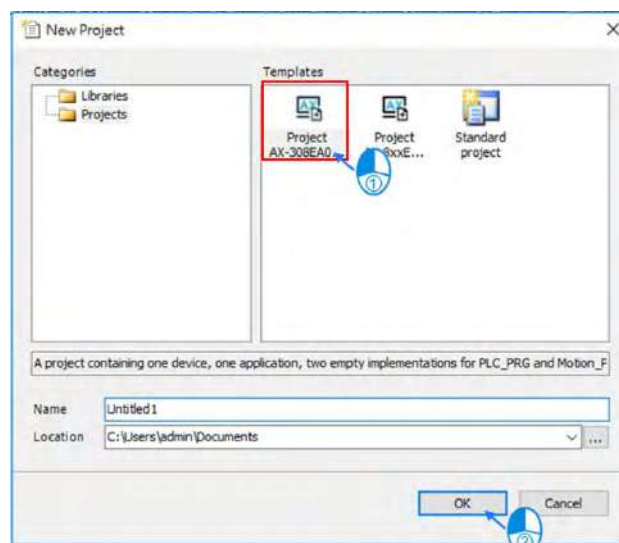 New Project
Categories
Templates
Libraries
Projects
Project
AX-308EA0
Project
Standard
project
A project containing one device, one application, two empty implementations for PLC_PRG and Motion_P
Name
Untitled1
Location
C:\Users\admin\Documents
...
OK
Cancel
①
②